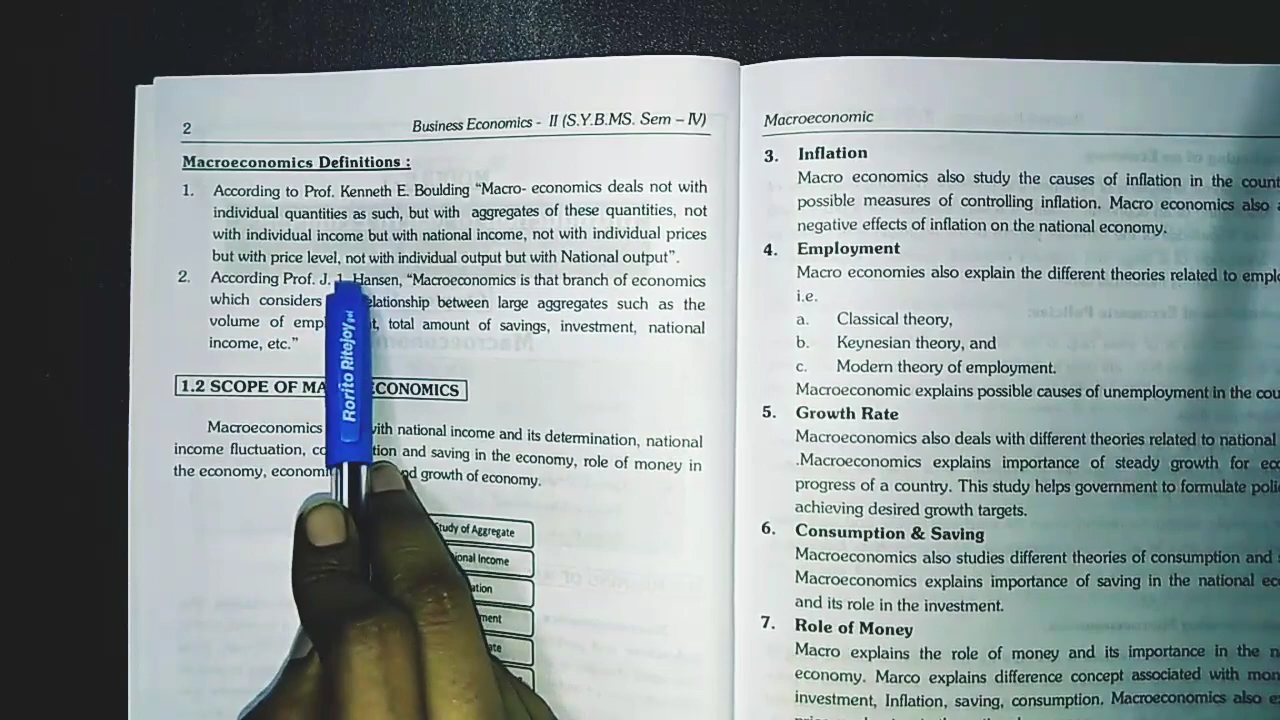 2
Business Economics - II (S.Y.B.MS. Sem – IV)
Macroeconomics Definitions :
1. According to Prof. Kenneth E. Boulding “Macro- economics deals not with
individual quantities as such, but with aggregates of these quantities, not
with individual income but with national income, not with individual prices
but with price level, not with individual output but with National output”.
2. According Prof. J. Hansen, “Macroeconomics is that branch of economics
which considers relationship between large aggregates such as the
volume of total amount of savings, investment, national
income, etc.”
1.2 SCOPE OF ECONOMICS
Macroeconomics with national income and its determination, national
income fluctuation, and saving in the economy, role of money in
the economy, and growth of economy.
Study of Aggregate
Income
Rorito Ritejoy gel
Macroeconomic
3. Inflation
Macro economics also study the causes of inflation in the
possible measures of controlling inflation. Macro economics also
negative effects of inflation on the national economy.
4. Employment
Macro economies also explain the different theories related to
i.e.
a. Classical theory,
b. Keynesian theory, and
c. Modern theory of employment.
Macroeconomic explains possible causes of unemployment in the
5. Growth Rate
Macroeconomics also deals with different theories related to national
.Macroeconomics explains importance of steady growth for
progress of a country. This study helps government to formulate
achieving desired growth targets.
6. Consumption & Saving
Macroeconomics also studies different theories of consumption and
Macroeconomics explains importance of saving in the national
and its role in the investment.
7. Role of Money
Macro explains the role of money and its importance in the
economy. Marco explains difference concept associated with
investment, Inflation, saving, consumption. Macroeconomics also